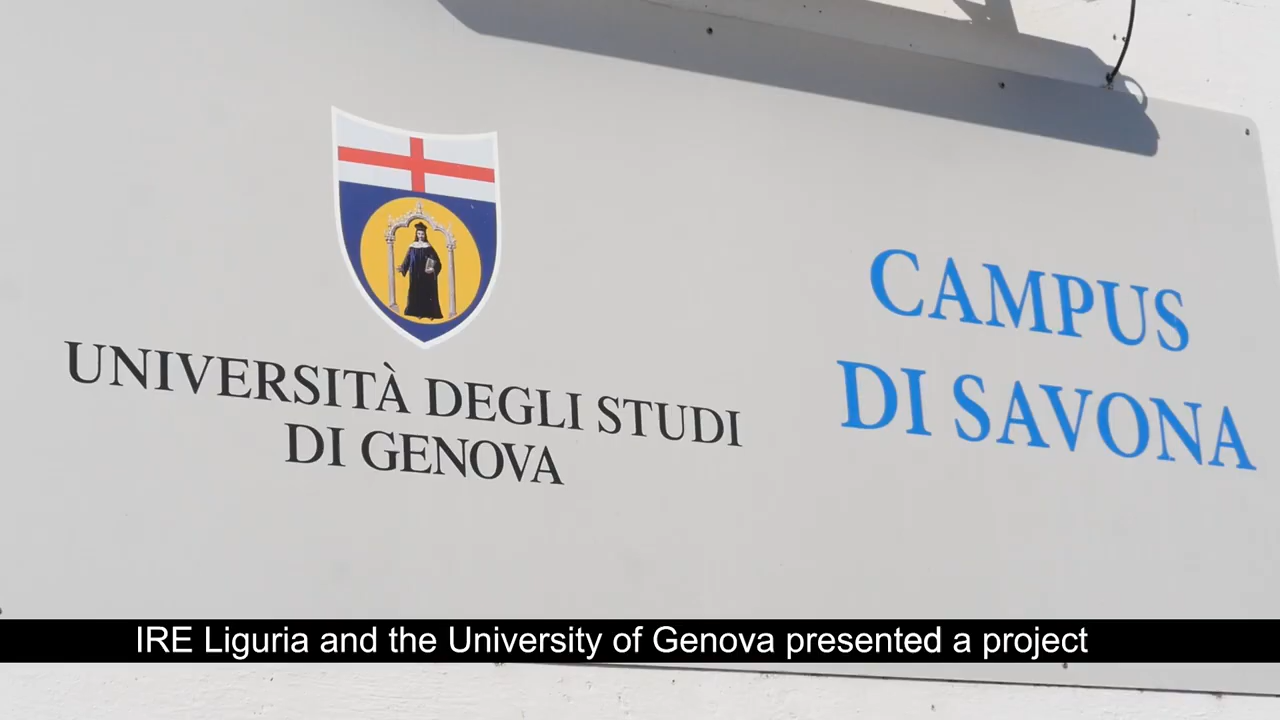 UNIVERSITÀ DEGLI STUDI
DI GENOVA
CAMPUS
DI SAVONA
IRE Liguria and the University of Genova presented a project